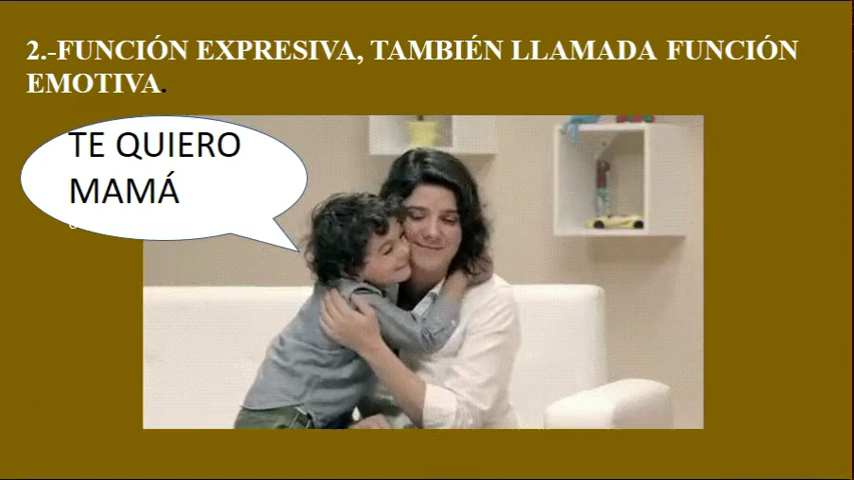 2.-FUNCIÓN EXPRESIVA, TAMBIÉN LLAMADA FUNCIÓN
EMOTIVA.
TE QUIERO
MAMÁ